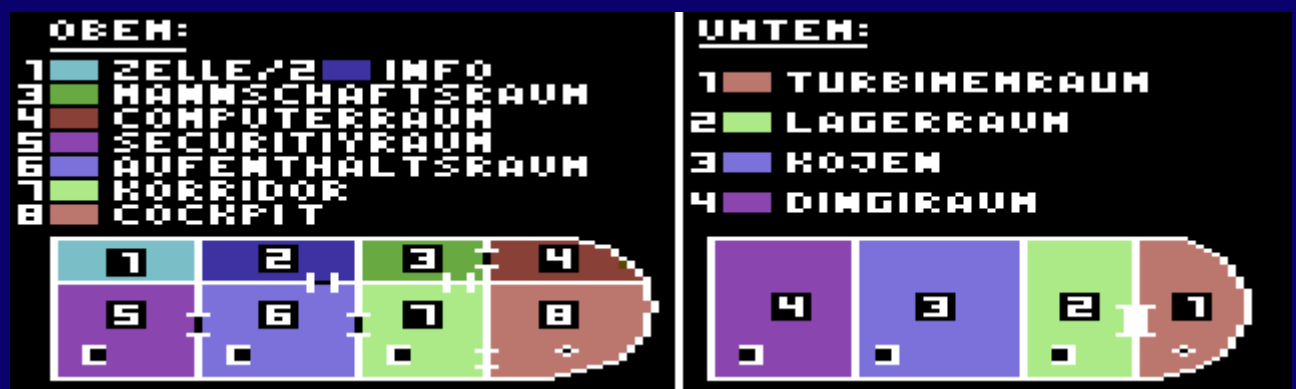 OBEN:
1 ZELLE/2 INFO
3 MANNSCHAFTSRAUM
4 COMPUTERRAUM
5 SECURITIYRAUM
6 AUFENTHALTSRAUM
7 KORRIDOR
8 COCKPIT
1 2 3 4
5 6 7 8
UNTEN:
1 TURBINENRAUM
2 LAGERRAUM
3 KOJEN
4 DINGIRAUM
4 3 2 1